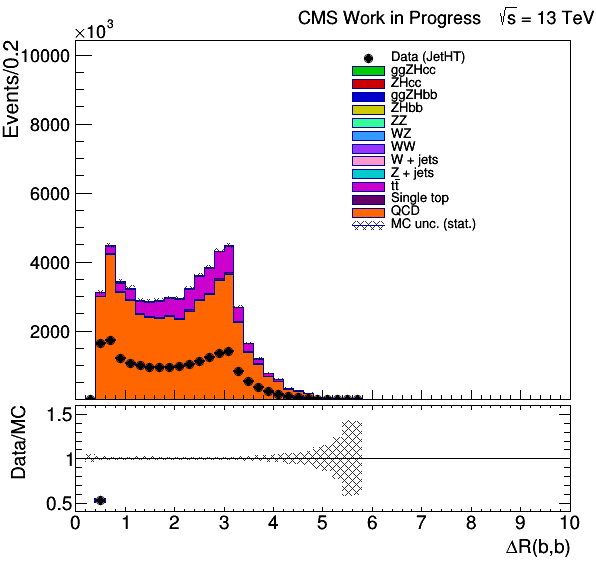 CMS Work in Progress √s = 13 TeV
×10³
Events/0.2
10000
8000
6000
4000
2000
Data (JetHT)
ggZHcc
ZHcc
ggZHbb
ZHbb
ZZ
WZ
WW
W + jets
Z + jets
tt̄
Single top
QCD
MC unc. (stat.)
Data/MC
1.5
1
0.5
0 1 2 3 4 5 6 7 8 9 10
ΔR(b,b)